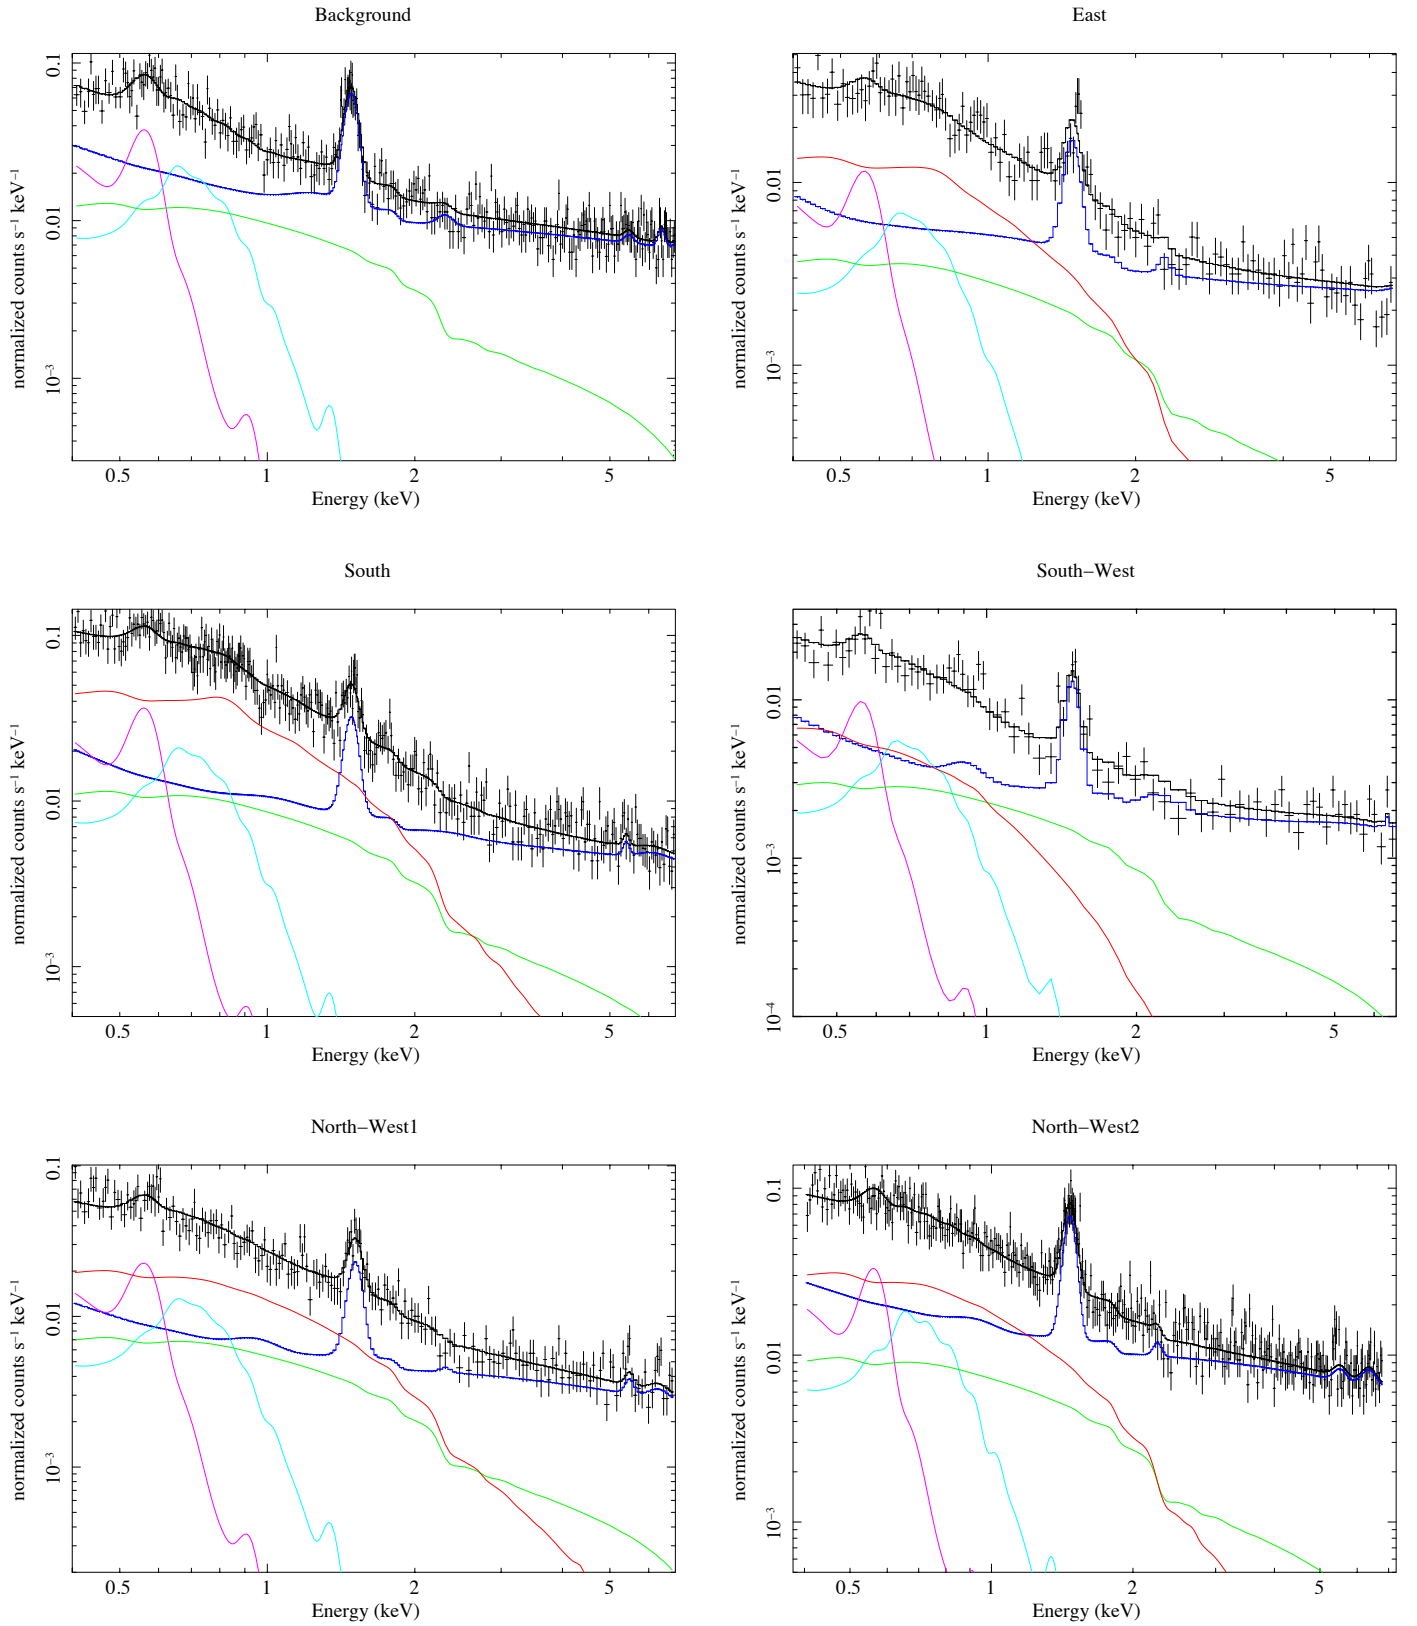 Background
0.1
0.01
10⁻³
normalized counts s⁻¹ keV⁻¹
0.5 1 2 5
Energy (keV)
East
0.01
10⁻³
normalized counts s⁻¹ keV⁻¹
0.5 1 2 5
Energy (keV)
South
0.1
0.01
10⁻³
normalized counts s⁻¹ keV⁻¹
0.5 1 2 5
Energy (keV)
South−West
0.01
10⁻³
10⁻⁴
normalized counts s⁻¹ keV⁻¹
0.5 1 2 5
Energy (keV)
North−West1
0.1
0.01
10⁻³
normalized counts s⁻¹ keV⁻¹
0.5 1 2 5
Energy (keV)
North−West2
0.1
0.01
10⁻³
normalized counts s⁻¹ keV⁻¹
0.5 1 2 5
Energy (keV)